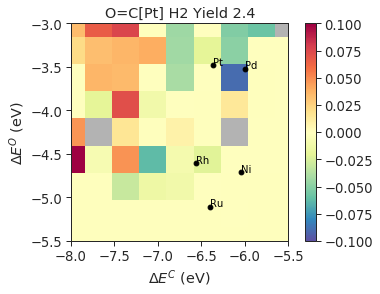 O=C[Pt] H2 Yield 2.4
−3.0
−3.5
−4.0
−4.5
−5.0
−5.5
ΔE^O (eV)
Pt
Pd
Rh
Ni
Ru
−8.0 −7.5 −7.0 −6.5 −6.0 −5.5
ΔE^C (eV)
0.100
0.075
0.050
0.025
0.000
−0.025
−0.050
−0.075
−0.100